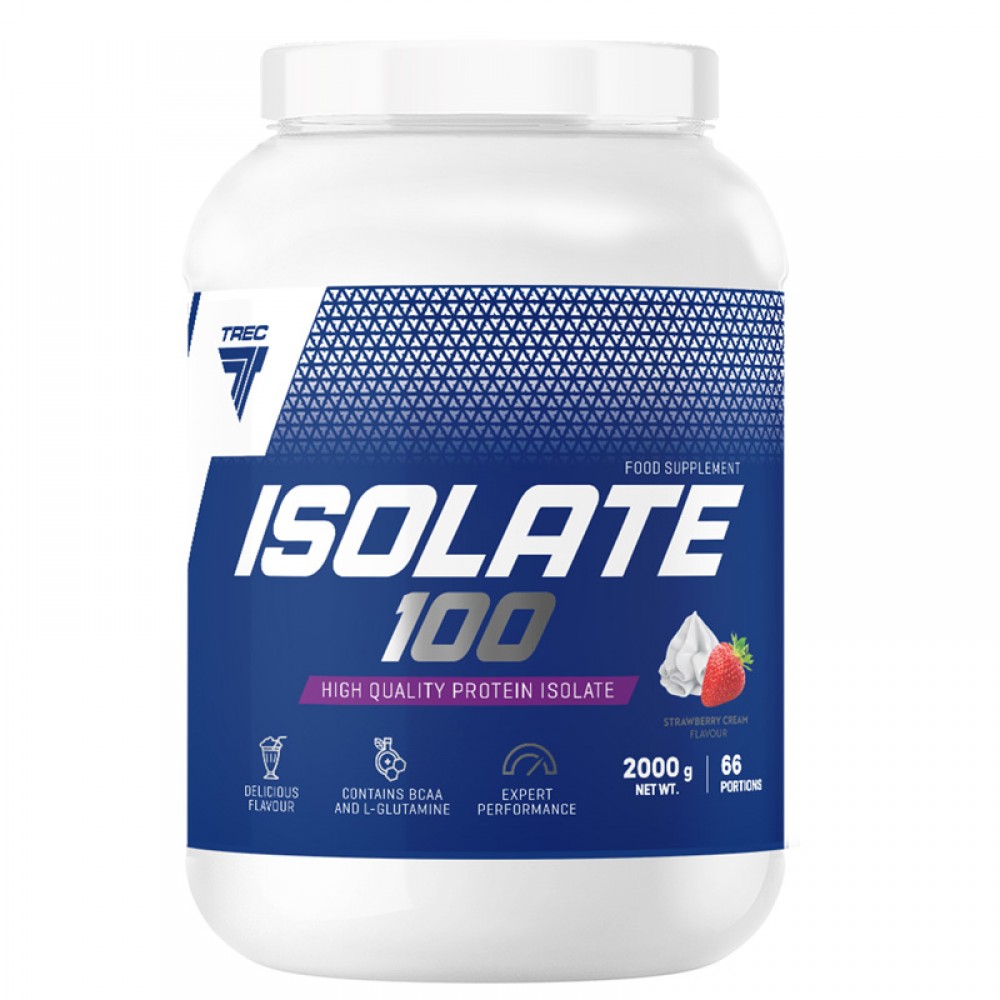 TREC
FOOD SUPPLEMENT
ISOLATE
100
HIGH QUALITY PROTEIN ISOLATE
STRAWBERRY CREAM
FLAVOUR
DELICIOUS
FLAVOUR
CONTAINS BCAA
AND L-GLUTAMINE
EXPERT
PERFORMANCE
2000 g
NET WT.
66
PORTIONS